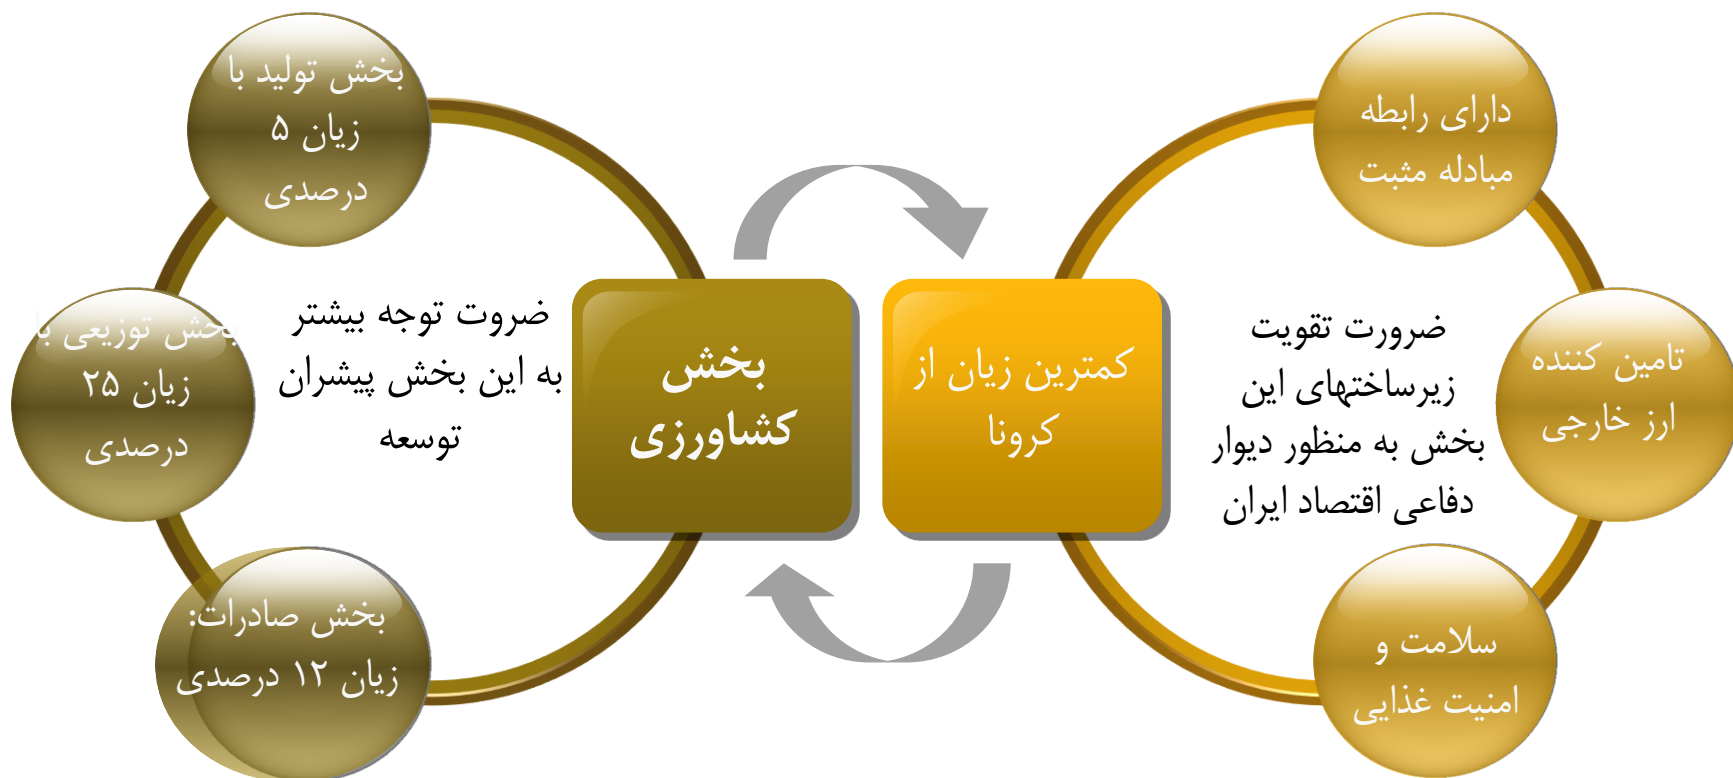 دارای رابطه
مبادله مثبت
تامین کننده
ارز خارجی
سلامت و
امنیت غذایی
ضرورت تقویت
زیرساختهای این
بخش به منظور دیوار
دفاعی اقتصاد ایران
کمترین زیان از
کرونا
بخش
کشاورزی
ضروت توجه بیشتر
به این بخش پیشران
توسعه
بخش تولید با
زیان ۵
درصدی
بخش توزیعی با
زیان ۲۵
درصدی
بخش صادرات:
زیان ۱۲ درصدی